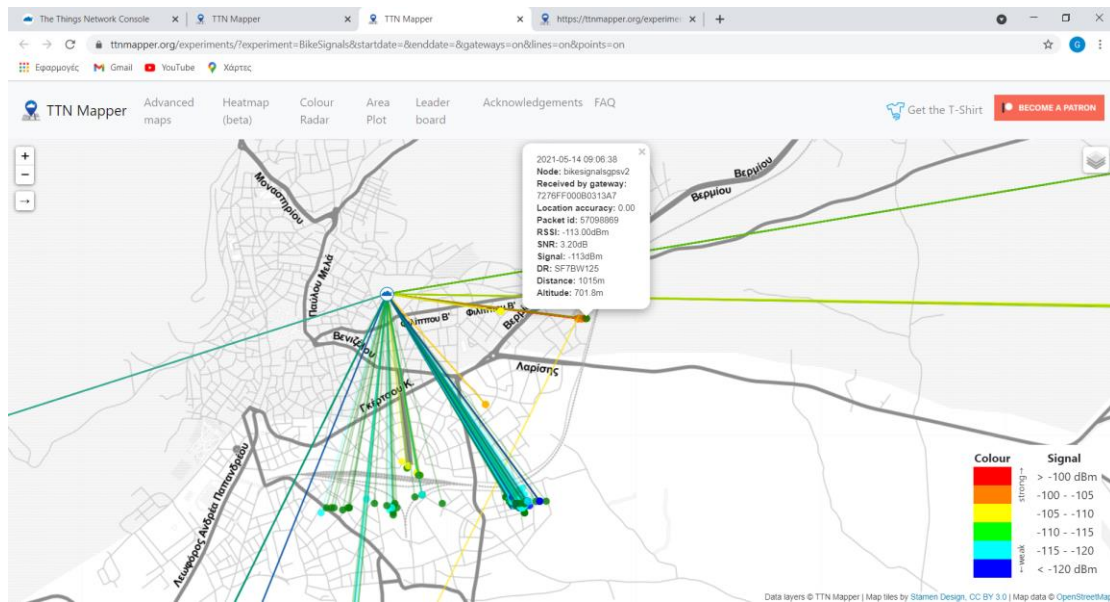 The Things Network Console
TTN Mapper
TTN Mapper
https://ttnmapper.org/experime
ttnmapper.org/experiments/?experiment=BikeSignals&startdate=&enddate=&gateways=on&lines=on&points=on
G
Εφαρμογές
Gmail
YouTube
Χάρτες
TTN Mapper
Advanced maps
Heatmap (beta)
Colour Radar
Area Plot
Leader board
Acknowledgements
FAQ
Get the T-Shirt
BECOME A PATRON
+
−
→
2021-05-14 09:06:38
Node: bikesignalsgpsv2
Received by gateway:
7276FF000B0313A7
Location accuracy: 0.00
Packet id: 57098869
RSSI: -113.00dBm
SNR: 3.20dB
Signal: -113dBm
DR: SF7BW125
Distance: 1015m
Altitude: 701.8m
Μοναστηρίου
Παύλου Μελά
Βερμίου
Βερμίου
Φιλίππου Β'
Βενιζέλου
Λαρίσης
Λεωφόρος Ανδρέα Παπανδρέου
Colour Signal
strong→
> -100 dBm
-100 - -105
-105 - -110
-110 - -115
-115 - -120
< -120 dBm
←weak
Data layers © TTN Mapper | Map tiles by Stamen Design, CC BY 3.0 | Map data © OpenStreetMap